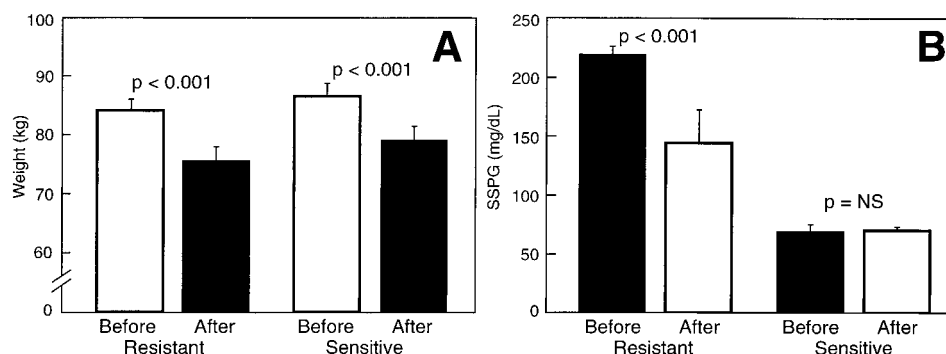 A
Weight (kg)
100
90
80
70
60
0
p < 0.001
p < 0.001
Before After Before After
Resistant Sensitive
B
SSPG (mg/dL)
250
200
150
100
50
0
p < 0.001
p = NS
Before After Before After
Resistant Sensitive